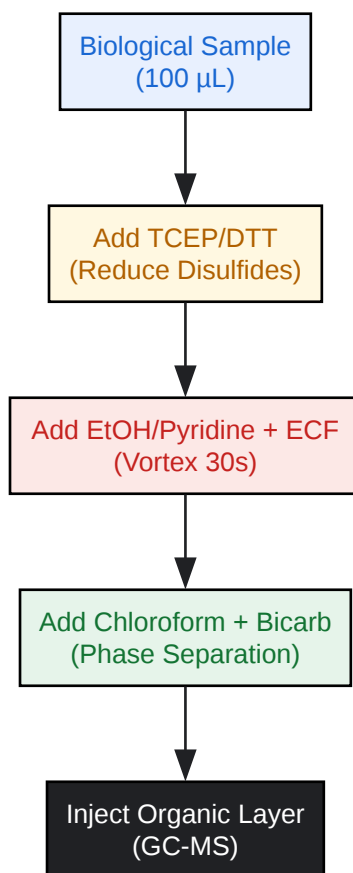 Biological Sample
(100 µL)
Add TCEP/DTT
(Reduce Disulfides)
Add EtOH/Pyridine + ECF
(Vortex 30s)
Add Chloroform + Bicarb
(Phase Separation)
Inject Organic Layer
(GC-MS)